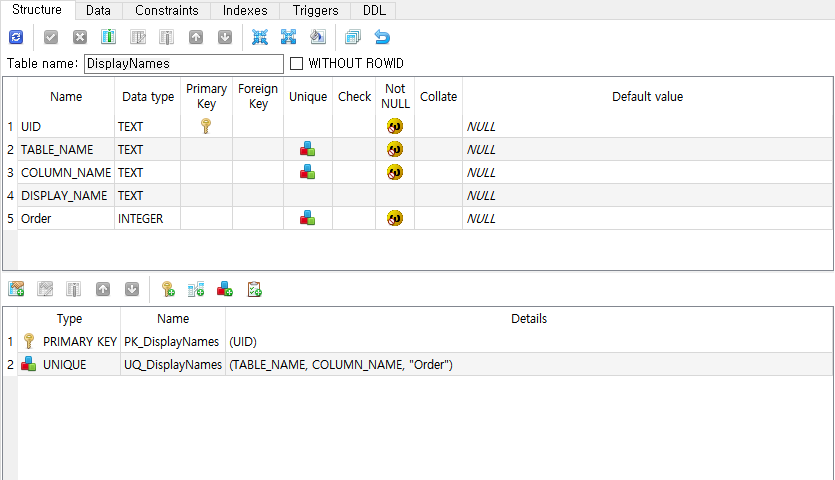 Structure Data Constraints Indexes Triggers DDL
Table name: DisplayNames WITHOUT ROWID
Name Data type Primary Key Foreign Key Unique Check Not NULL Collate Default value
1 UID TEXT NULL
2 TABLE_NAME TEXT NULL
3 COLUMN_NAME TEXT NULL
4 DISPLAY_NAME TEXT NULL
5 Order INTEGER NULL
Type Name Details
1 PRIMARY KEY PK_DisplayNames (UID)
2 UNIQUE UQ_DisplayNames (TABLE_NAME, COLUMN_NAME, "Order")